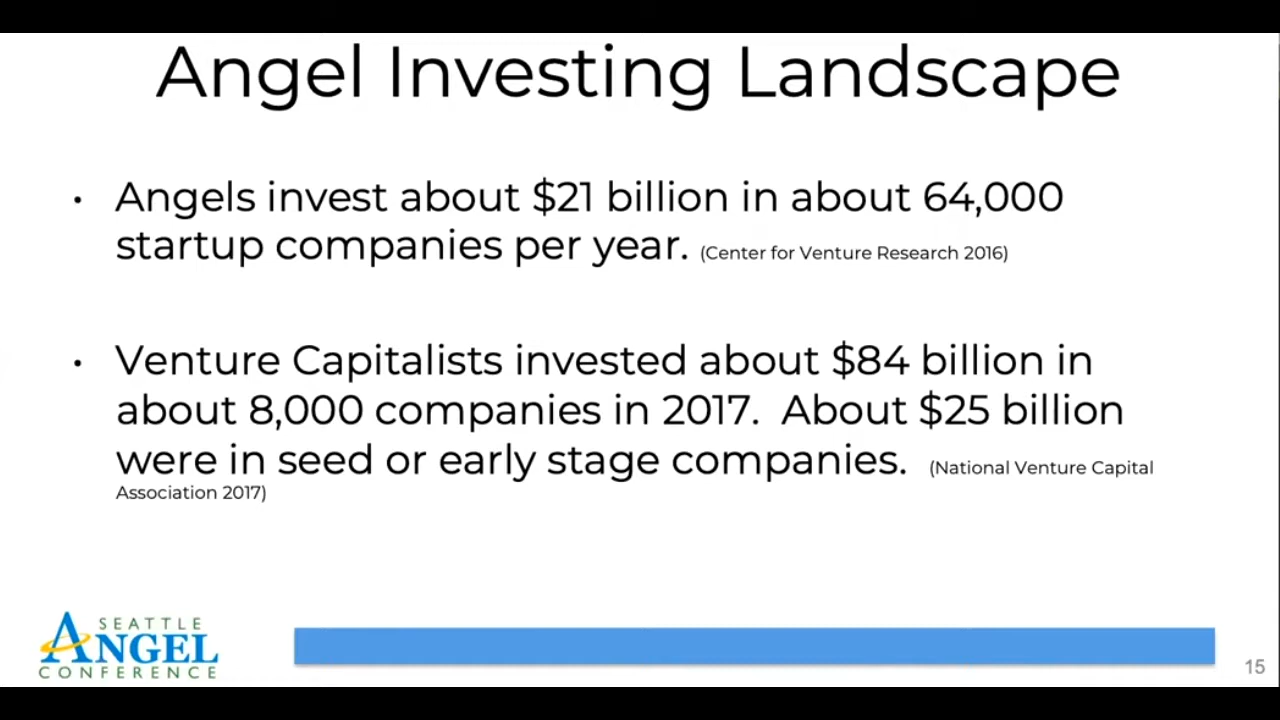 Angel Investing Landscape
• Angels invest about $21 billion in about 64,000
startup companies per year. (Center for Venture Research 2016)
• Venture Capitalists invested about $84 billion in
about 8,000 companies in 2017.  About $25 billion
were in seed or early stage companies.  (National Venture Capital
Association 2017)
SEATTLE
ANGEL
CONFERENCE
15